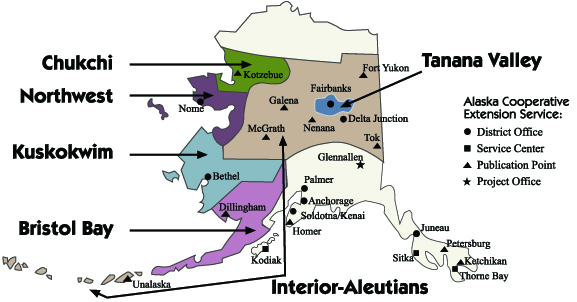 Chukchi
Northwest
Kuskokwim
Bristol Bay
Tanana Valley
Interior-Aleutians
Kotzebue
Fort Yukon
Nome
Galena
Fairbanks
Nenana
Delta Junction
McGrath
Tok
Glennallen
Bethel
Palmer
Anchorage
Soldotna/Kenai
Dillingham
Homer
Kodiak
Unalaska
Juneau
Sitka
Petersburg
Ketchikan
Thorne Bay
Alaska Cooperative
Extension Service:
District Office
Service Center
Publication Point
Project Office